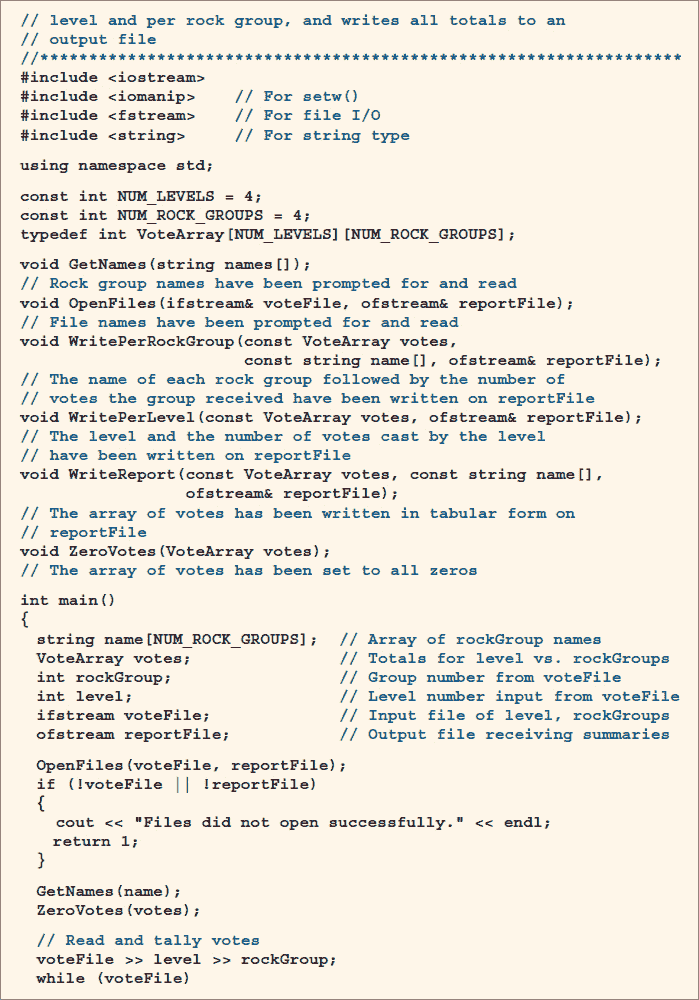 // level and per rock group, and writes all totals to an
// output file
//******************************************************************
#include <iostream>
#include <iomanip>    // For setw()
#include <fstream>    // For file I/O
#include <string>     // For string type
using namespace std;
const int NUM_LEVELS = 4;
const int NUM_ROCK_GROUPS = 4;
typedef int VoteArray[NUM_LEVELS][NUM_ROCK_GROUPS];
void GetNames(string names[]);
// Rock group names have been prompted for and read
void OpenFiles(ifstream& voteFile, ofstream& reportFile);
// File names have been prompted for and read
void WritePerRockGroup(const VoteArray votes,
                       const string name[], ofstream& reportFile);
// The name of each rock group followed by the number of
// votes the group received have been written on reportFile
void WritePerLevel(const VoteArray votes, ofstream& reportFile);
// The level and the number of votes cast by the level
// have been written on reportFile
void WriteReport(const VoteArray votes, const string name[],
                 ofstream& reportFile);
// The array of votes has been written in tabular form on
// reportFile
void ZeroVotes(VoteArray votes);
// The array of votes has been set to all zeros
int main()
{
  string name[NUM_ROCK_GROUPS];  // Array of rockGroup names
  VoteArray votes;               // Totals for level vs. rockGroups
  int rockGroup;                 // Group number from voteFile
  int level;                     // Level number input from voteFile
  ifstream voteFile;             // Input file of level, rockGroups
  ofstream reportFile;           // Output file receiving summaries
  OpenFiles(voteFile, reportFile);
  if (!voteFile || !reportFile)
  {
    cout << "Files did not open successfully." << endl;
    return 1;
  }
  GetNames(name);
  ZeroVotes(votes);
  // Read and tally votes
  voteFile >> level >> rockGroup;
  while (voteFile)